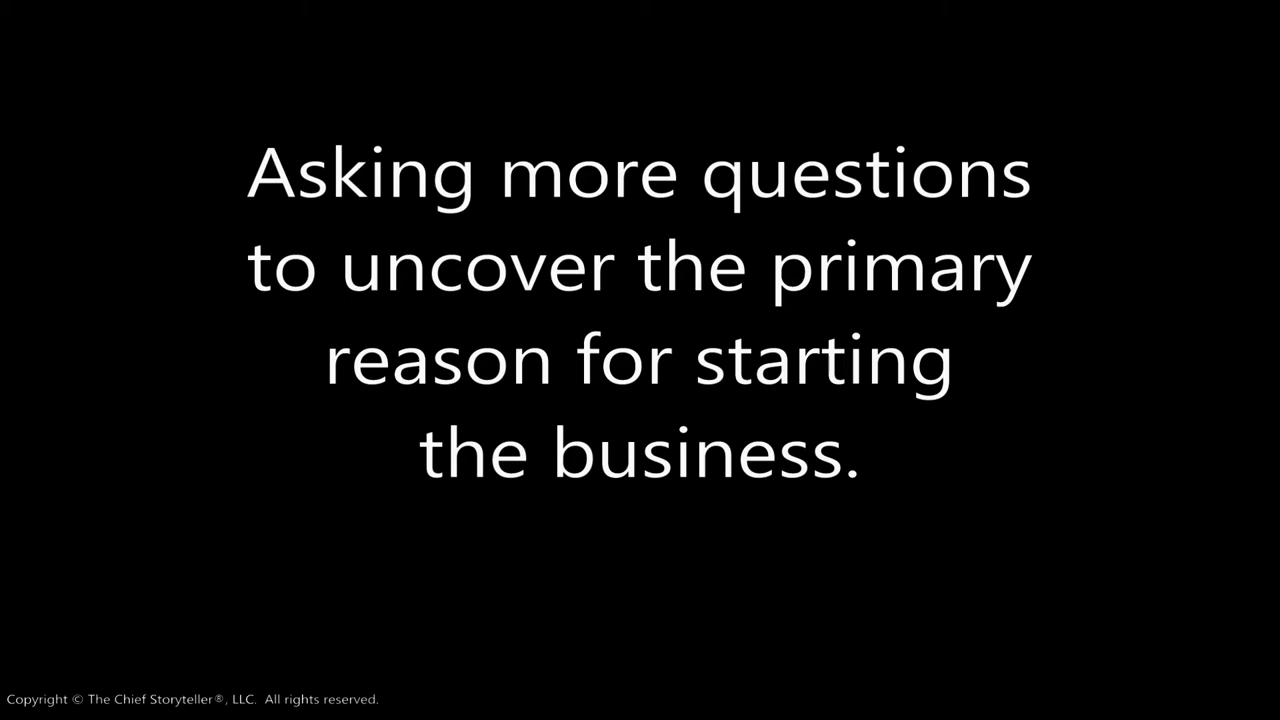 Asking more questions
to uncover the primary
reason for starting
the business.
Copyright © The Chief Storyteller®, LLC. All rights reserved.